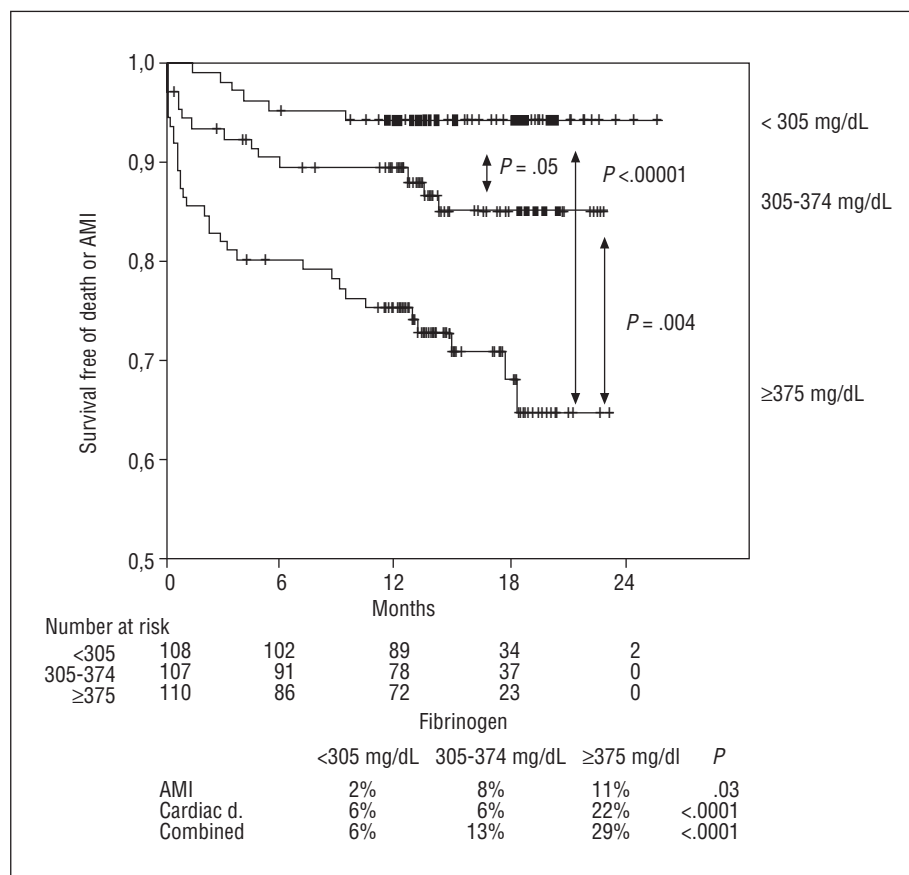 Survival free of death or AMI
1,0
0,9
0,8
0,7
0,6
0,5
< 305 mg/dL
305-374 mg/dL
≥375 mg/dL
P = .05
P <.00001
P = .004
0 6 12 18 24
Months
Number at risk
<305 108 102 89 34 2
305-374 107 91 78 37 0
≥375 110 86 72 23 0
Fibrinogen
<305 mg/dL 305-374 mg/dL ≥375 mg/dl P
AMI 2% 8% 11% .03
Cardiac d. 6% 6% 22% <.0001
Combined 6% 13% 29% <.0001